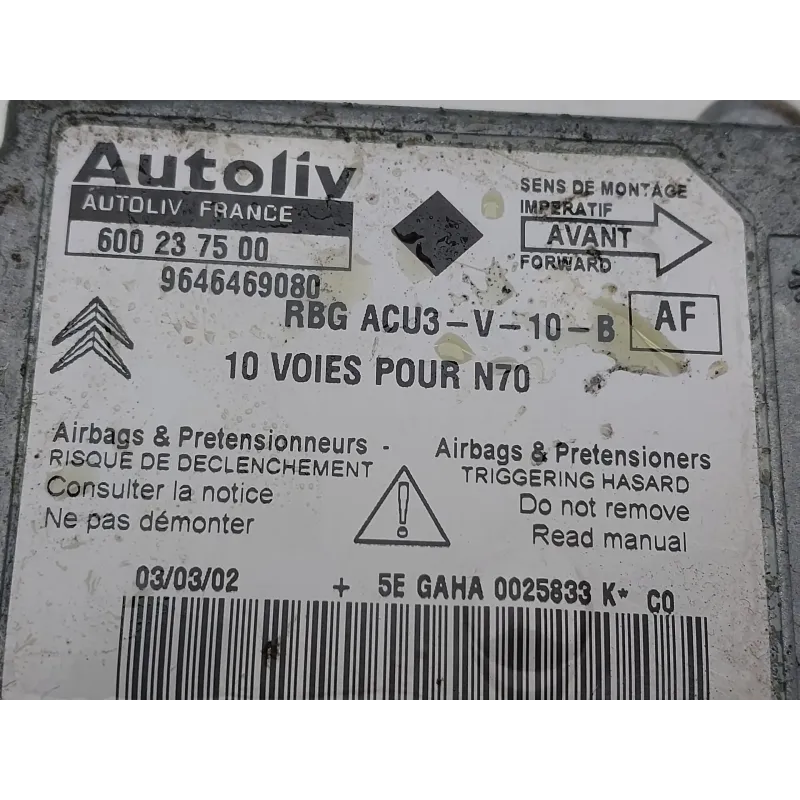 Autoliv
AUTOLIV FRANCE
600 23 75 00
9646469080
SENS DE MONTAGE
IMPERATIF
AVANT
FORWARD
RBG ACU3-V-10-B
AF
10 VOIES POUR N70
Airbags & Pretensionneurs -
RISQUE DE DECLENCHEMENT
Consulter la notice
Ne pas démonter
!
Airbags & Pretensioners
TRIGGERING HASARD
Do not remove
Read manual
03/03/02 + 5E GAHA 0025833 K* CO